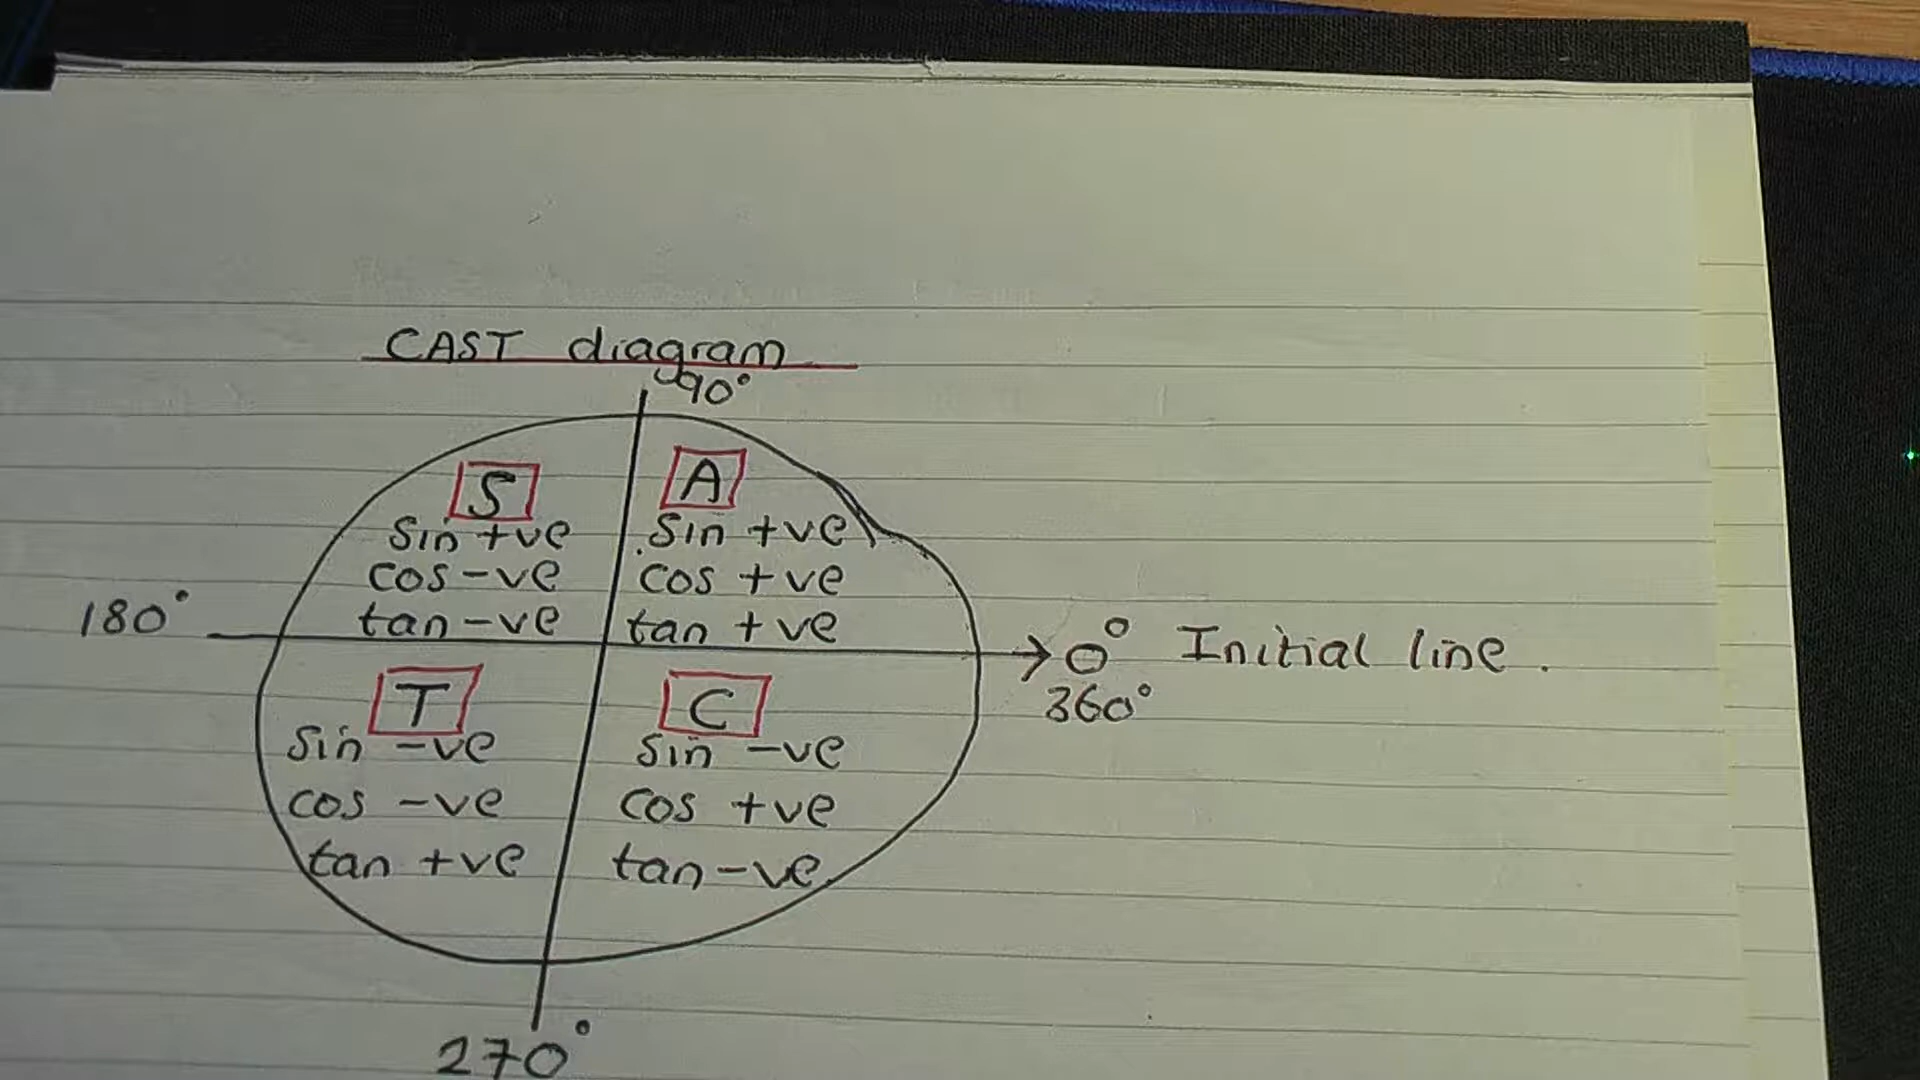 CAST diagram
90°
S
sin +ve
cos -ve
tan -ve
A
sin +ve
cos +ve
tan +ve
180°
0° Initial line.
360°
T
sin -ve
cos -ve
tan +ve
C
sin -ve
cos +ve
tan -ve
270°